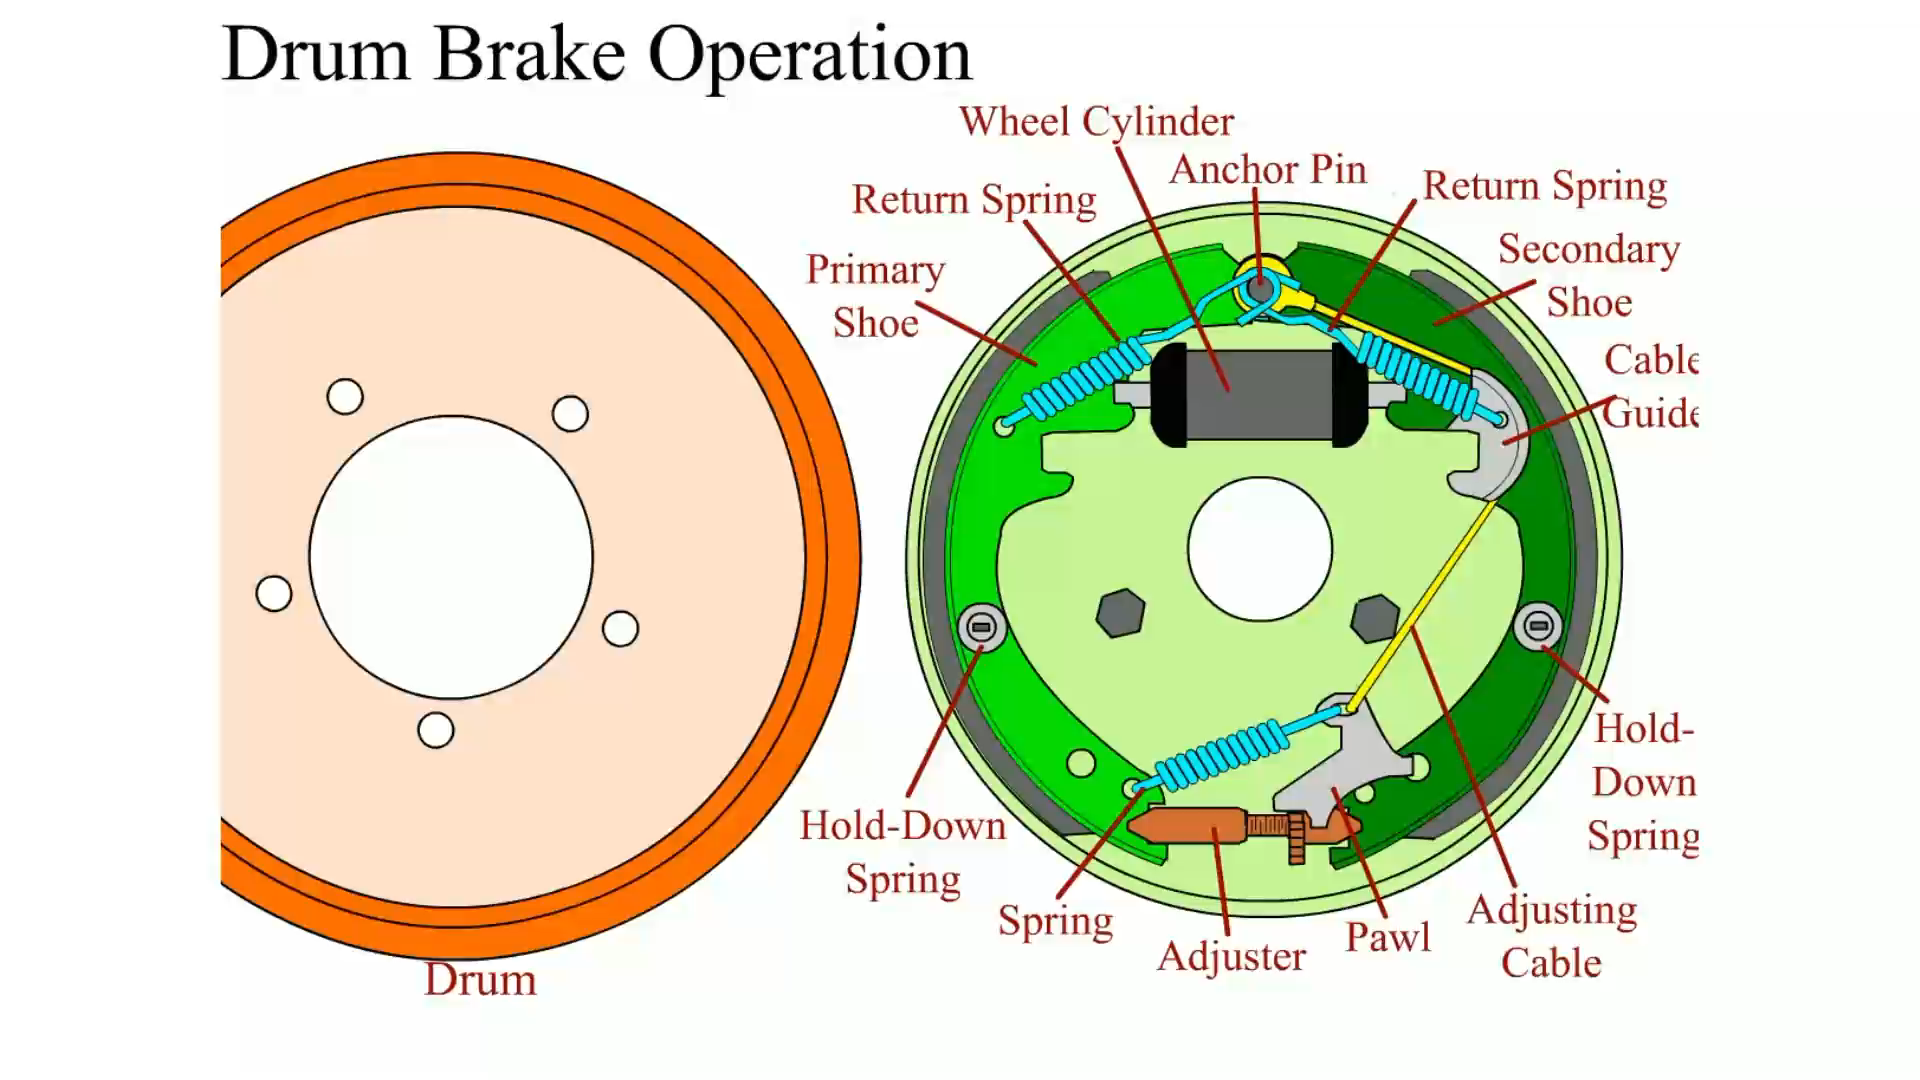 Drum Brake Operation
Wheel Cylinder
Anchor Pin
Return Spring
Return Spring
Primary
Shoe
Secondary
Shoe
Cable
Guide
Hold-
Down
Spring
Hold-Down
Spring
Spring
Adjuster
Pawl
Adjusting
Cable
Drum